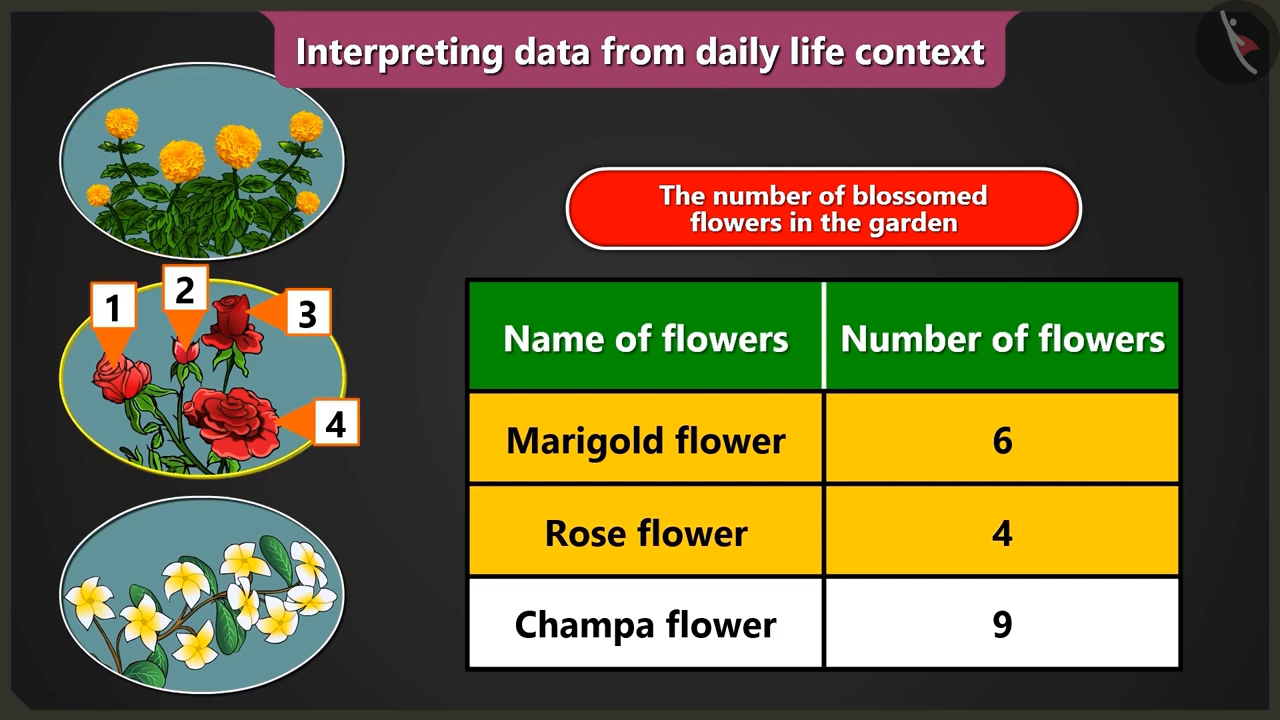 Interpreting data from daily life context
The number of blossomed
flowers in the garden
1
2
3
4
Name of flowers
Number of flowers
Marigold flower
6
Rose flower
4
Champa flower
9